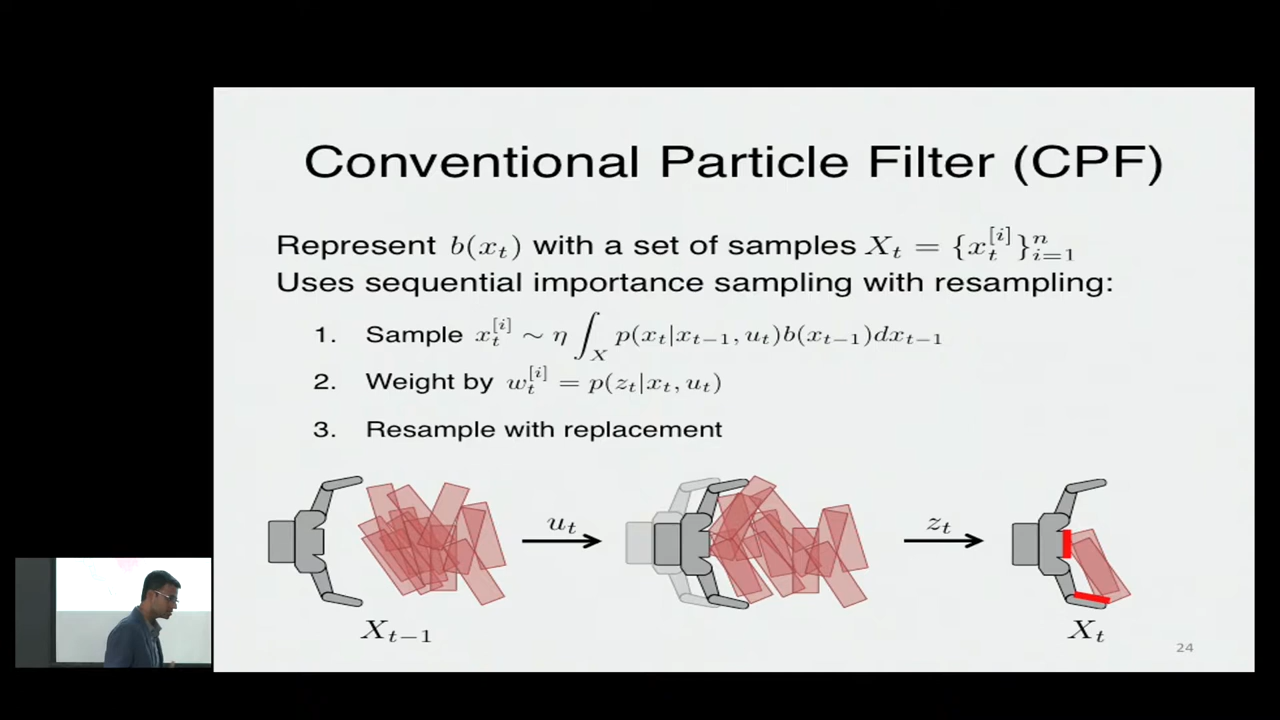 Conventional Particle Filter (CPF)
Represent b(x_t) with a set of samples X_t = {x_t^{[i]}}_{i=1}^n
Uses sequential importance sampling with resampling:
1. Sample x_t^{[i]} ∼ η ∫_X p(x_t|x_{t−1}, u_t)b(x_{t−1})dx_{t−1}
2. Weight by w_t^{[i]} = p(z_t|x_t, u_t)
3. Resample with replacement
u_t
z_t
X_{t−1}
X_t
24